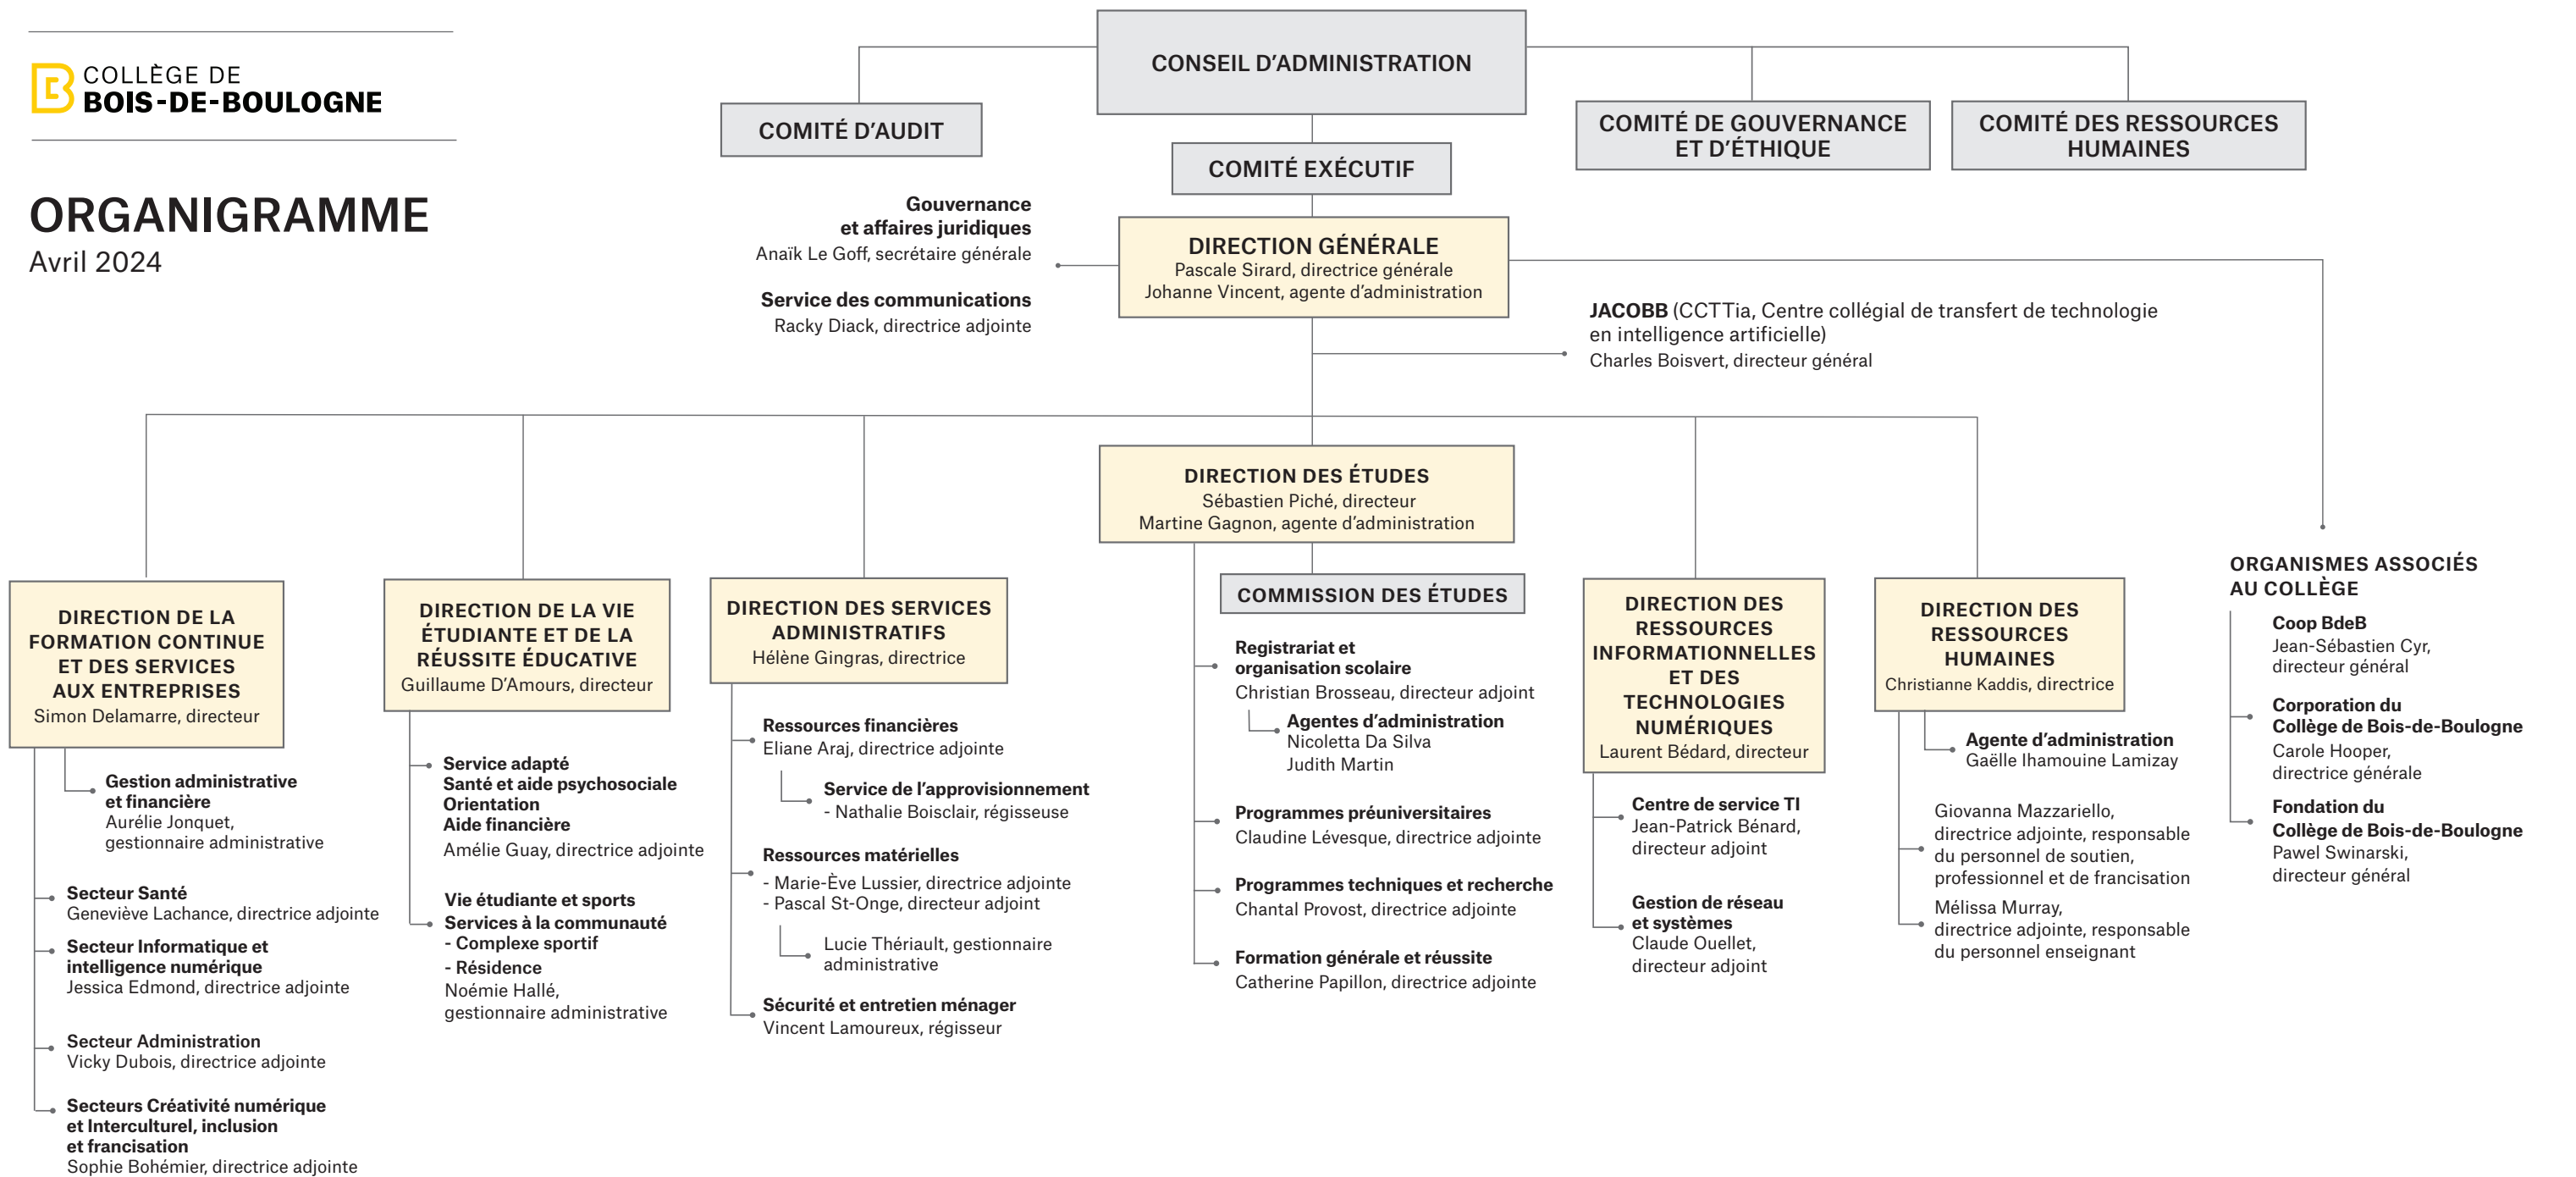 COLLÈGE DE
BOIS-DE-BOULOGNE
ORGANIGRAMME
Avril 2024
CONSEIL D'ADMINISTRATION
COMITÉ D'AUDIT
COMITÉ DE GOUVERNANCE
ET D'ÉTHIQUE
COMITÉ DES RESSOURCES
HUMAINES
COMITÉ EXÉCUTIF
Gouvernance
et affaires juridiques
Anaïk Le Goff, secrétaire générale
Service des communications
Racky Diack, directrice adjointe
DIRECTION GÉNÉRALE
Pascale Sirard, directrice générale
Johanne Vincent, agente d'administration
JACOBB (CCTTia, Centre collégial de transfert de technologie
en intelligence artificielle)
Charles Boisvert, directeur général
DIRECTION DE LA
FORMATION CONTINUE
ET DES SERVICES
AUX ENTREPRISES
Simon Delamarre, directeur
Gestion administrative
et financière
Aurélie Jonquet,
gestionnaire administrative
Secteur Santé
Geneviève Lachance, directrice adjointe
Secteur Informatique et
intelligence numérique
Jessica Edmond, directrice adjointe
Secteur Administration
Vicky Dubois, directrice adjointe
Secteurs Créativité numérique
et Interculturel, inclusion
et francisation
Sophie Bohémier, directrice adjointe
DIRECTION DE LA VIE
ÉTUDIANTE ET DE LA
RÉUSSITE ÉDUCATIVE
Guillaume D'Amours, directeur
Service adapté
Santé et aide psychosociale
Orientation
Aide financière
Amélie Guay, directrice adjointe
Vie étudiante et sports
Services à la communauté
- Complexe sportif
- Résidence
Noémie Hallé,
gestionnaire administrative
DIRECTION DES SERVICES
ADMINISTRATIFS
Hélène Gingras, directrice
Ressources financières
Eliane Araj, directrice adjointe
Service de l'approvisionnement
- Nathalie Boisclair, régisseuse
Ressources matérielles
- Marie-Ève Lussier, directrice adjointe
- Pascal St-Onge, directeur adjoint
Lucie Thériault, gestionnaire
administrative
Sécurité et entretien ménager
Vincent Lamoureux, régisseur
DIRECTION DES ÉTUDES
Sébastien Piché, directeur
Martine Gagnon, agente d'administration
COMMISSION DES ÉTUDES
Registrariat et
organisation scolaire
Christian Brosseau, directeur adjoint
Agentes d'administration
Nicoletta Da Silva
Judith Martin
Programmes préuniversitaires
Claudine Lévesque, directrice adjointe
Programmes techniques et recherche
Chantal Provost, directrice adjointe
Formation générale et réussite
Catherine Papillon, directrice adjointe
DIRECTION DES
RESSOURCES
INFORMATIONNELLES
ET DES
TECHNOLOGIES
NUMÉRIQUES
Laurent Bédard, directeur
Centre de service TI
Jean-Patrick Bénard,
directeur adjoint
Gestion de réseau
et systèmes
Claude Ouellet,
directeur adjoint
DIRECTION DES
RESSOURCES
HUMAINES
Christianne Kaddis, directrice
Agente d'administration
Gaëlle Ihamouine Lamizay
Giovanna Mazzariello,
directrice adjointe, responsable
du personnel de soutien,
professionnel et de francisation
Mélissa Murray,
directrice adjointe, responsable
du personnel enseignant
ORGANISMES ASSOCIÉS
AU COLLÈGE
Coop BdeB
Jean-Sébastien Cyr,
directeur général
Corporation du
Collège de Bois-de-Boulogne
Carole Hooper,
directrice générale
Fondation du
Collège de Bois-de-Boulogne
Pawel Swinarski,
directeur général